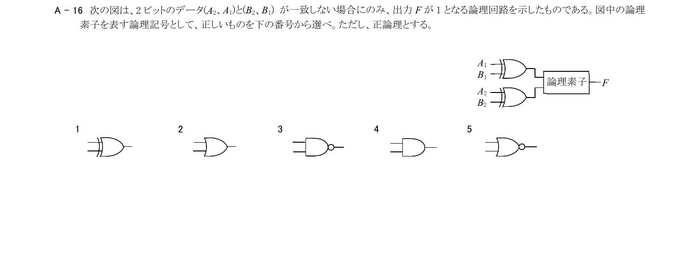 A － 16 次の図は、2ビットのデータ(A₂、A₁)と(B₂、B₁) が一致しない場合にのみ、出力 F が 1 となる論理回路を示したものである。図中の論理
素子を表す論理記号として、正しいものを下の番号から選べ。ただし、正論理とする。
A₁
B₁
論理素子
F
A₂
B₂
1 2 3 4 5